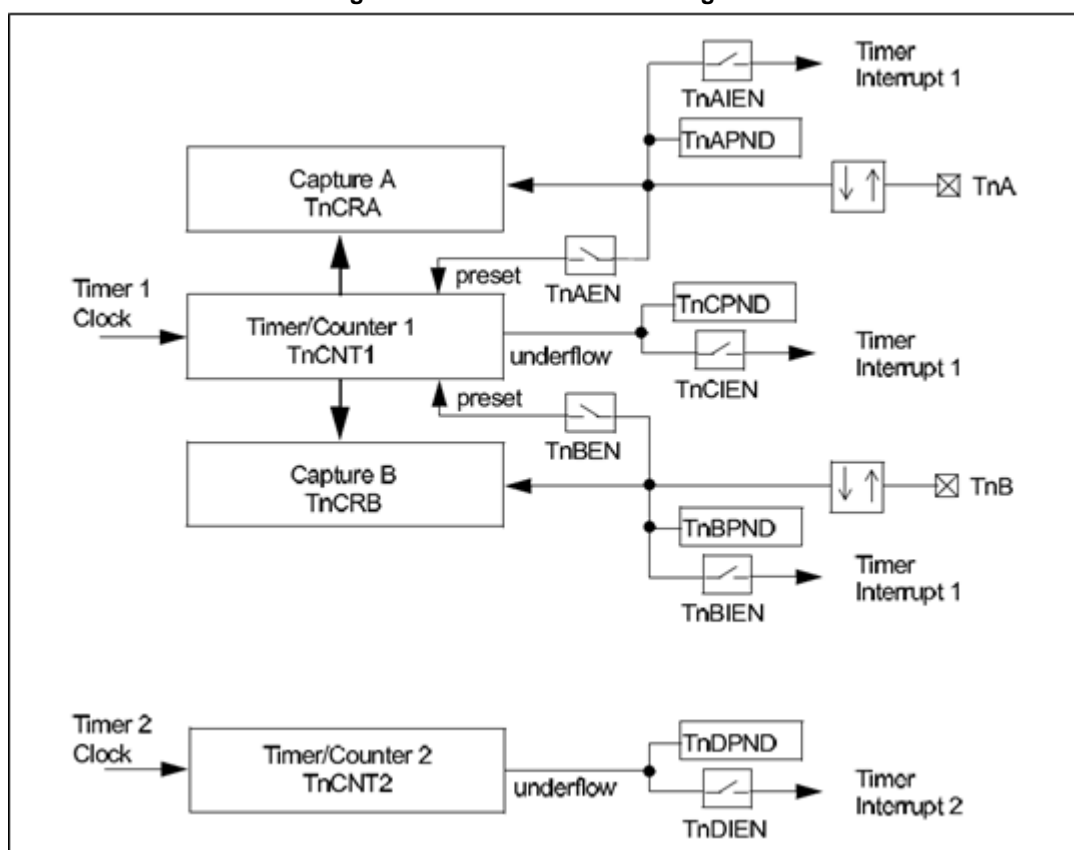 Timer
Interrupt 1
TnAIEN
TnAPND
Capture A
TnCRA
TnA
preset
TnAEN
Timer 1
Clock
TnCPND
Timer/Counter 1
TnCNT1
underflow
Timer
Interrupt 1
TnCIEN
preset
TnBEN
Capture B
TnCRB
TnB
TnBPND
Timer
Interrupt 1
TnBIEN
Timer 2
Clock
TnDPND
Timer/Counter 2
TnCNT2
underflow
Timer
Interrupt 2
TnDIEN